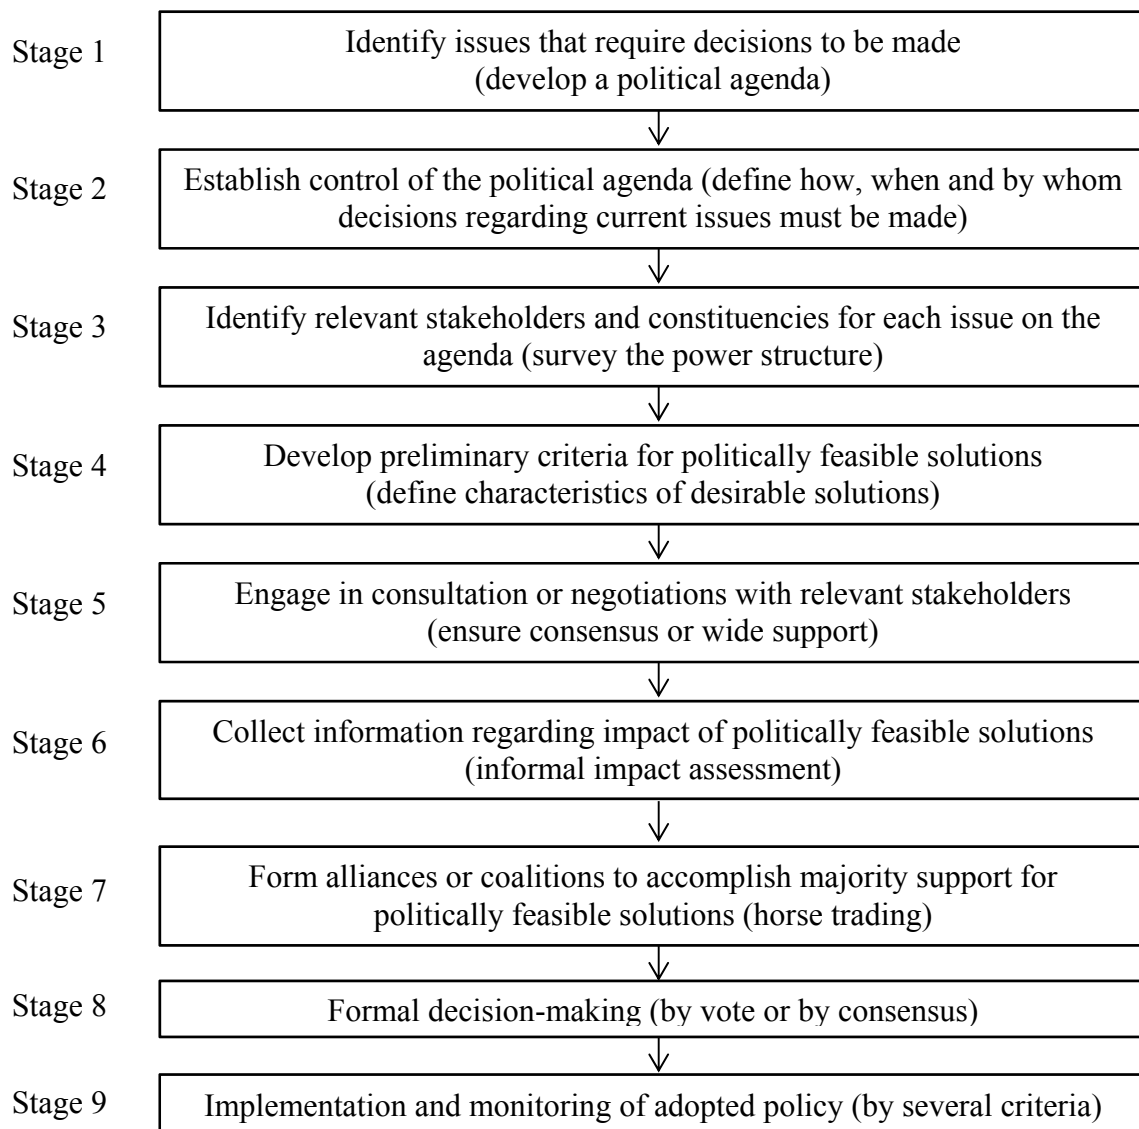 Stage 1
Identify issues that require decisions to be made
(develop a political agenda)
Stage 2
Establish control of the political agenda (define how, when and by whom
decisions regarding current issues must be made)
Stage 3
Identify relevant stakeholders and constituencies for each issue on the
agenda (survey the power structure)
Stage 4
Develop preliminary criteria for politically feasible solutions
(define characteristics of desirable solutions)
Stage 5
Engage in consultation or negotiations with relevant stakeholders
(ensure consensus or wide support)
Stage 6
Collect information regarding impact of politically feasible solutions
(informal impact assessment)
Stage 7
Form alliances or coalitions to accomplish majority support for
politically feasible solutions (horse trading)
Stage 8
Formal decision-making (by vote or by consensus)
Stage 9
Implementation and monitoring of adopted policy (by several criteria)